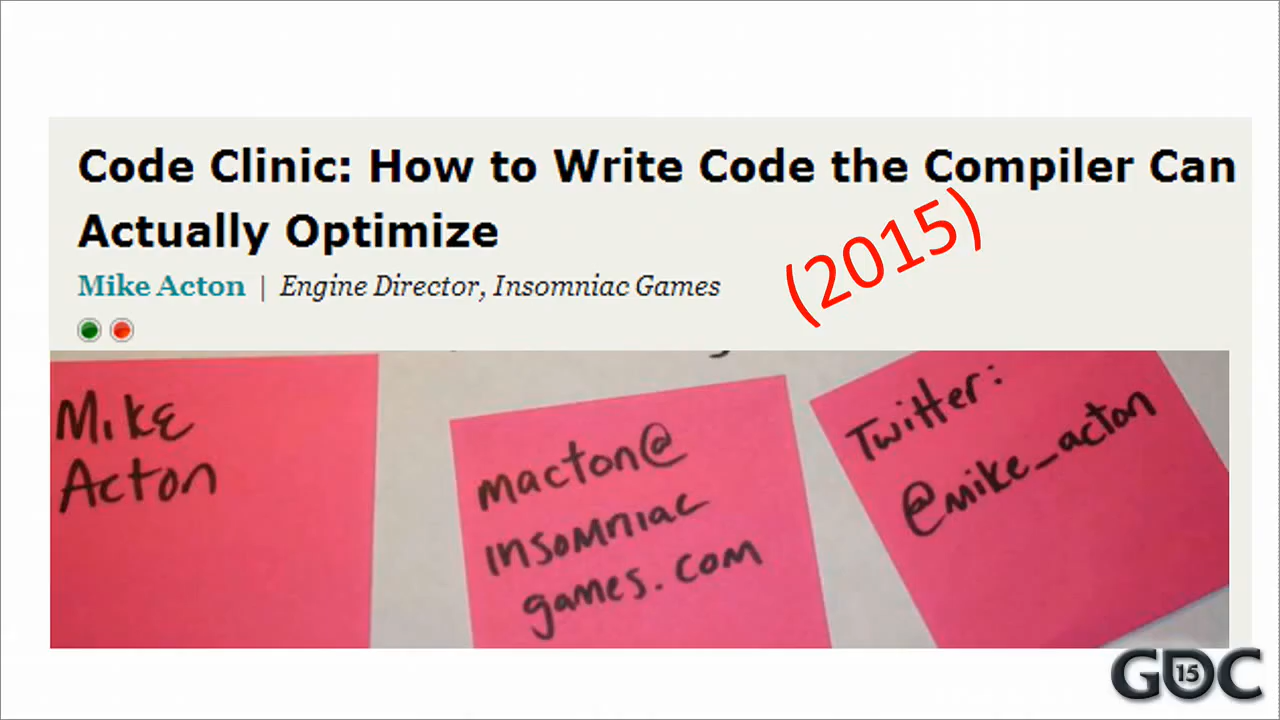 Code Clinic: How to Write Code the Compiler Can
Actually Optimize
Mike Acton | Engine Director, Insomniac Games
(2015)
Mike
Acton
macton@
insomniac
games.com
Twitter:
@mike_acton
GDC
15